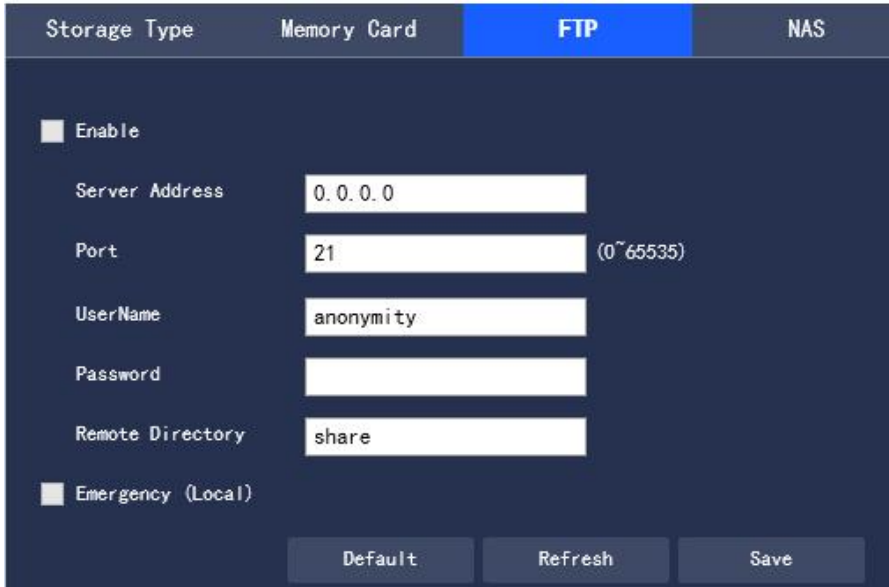 Storage Type Memory Card FTP NAS
Enable
Server Address 0.0.0.0
Port 21 (0~65535)
UserName anonymity
Password
Remote Directory share
Emergency (Local)
Default Refresh Save